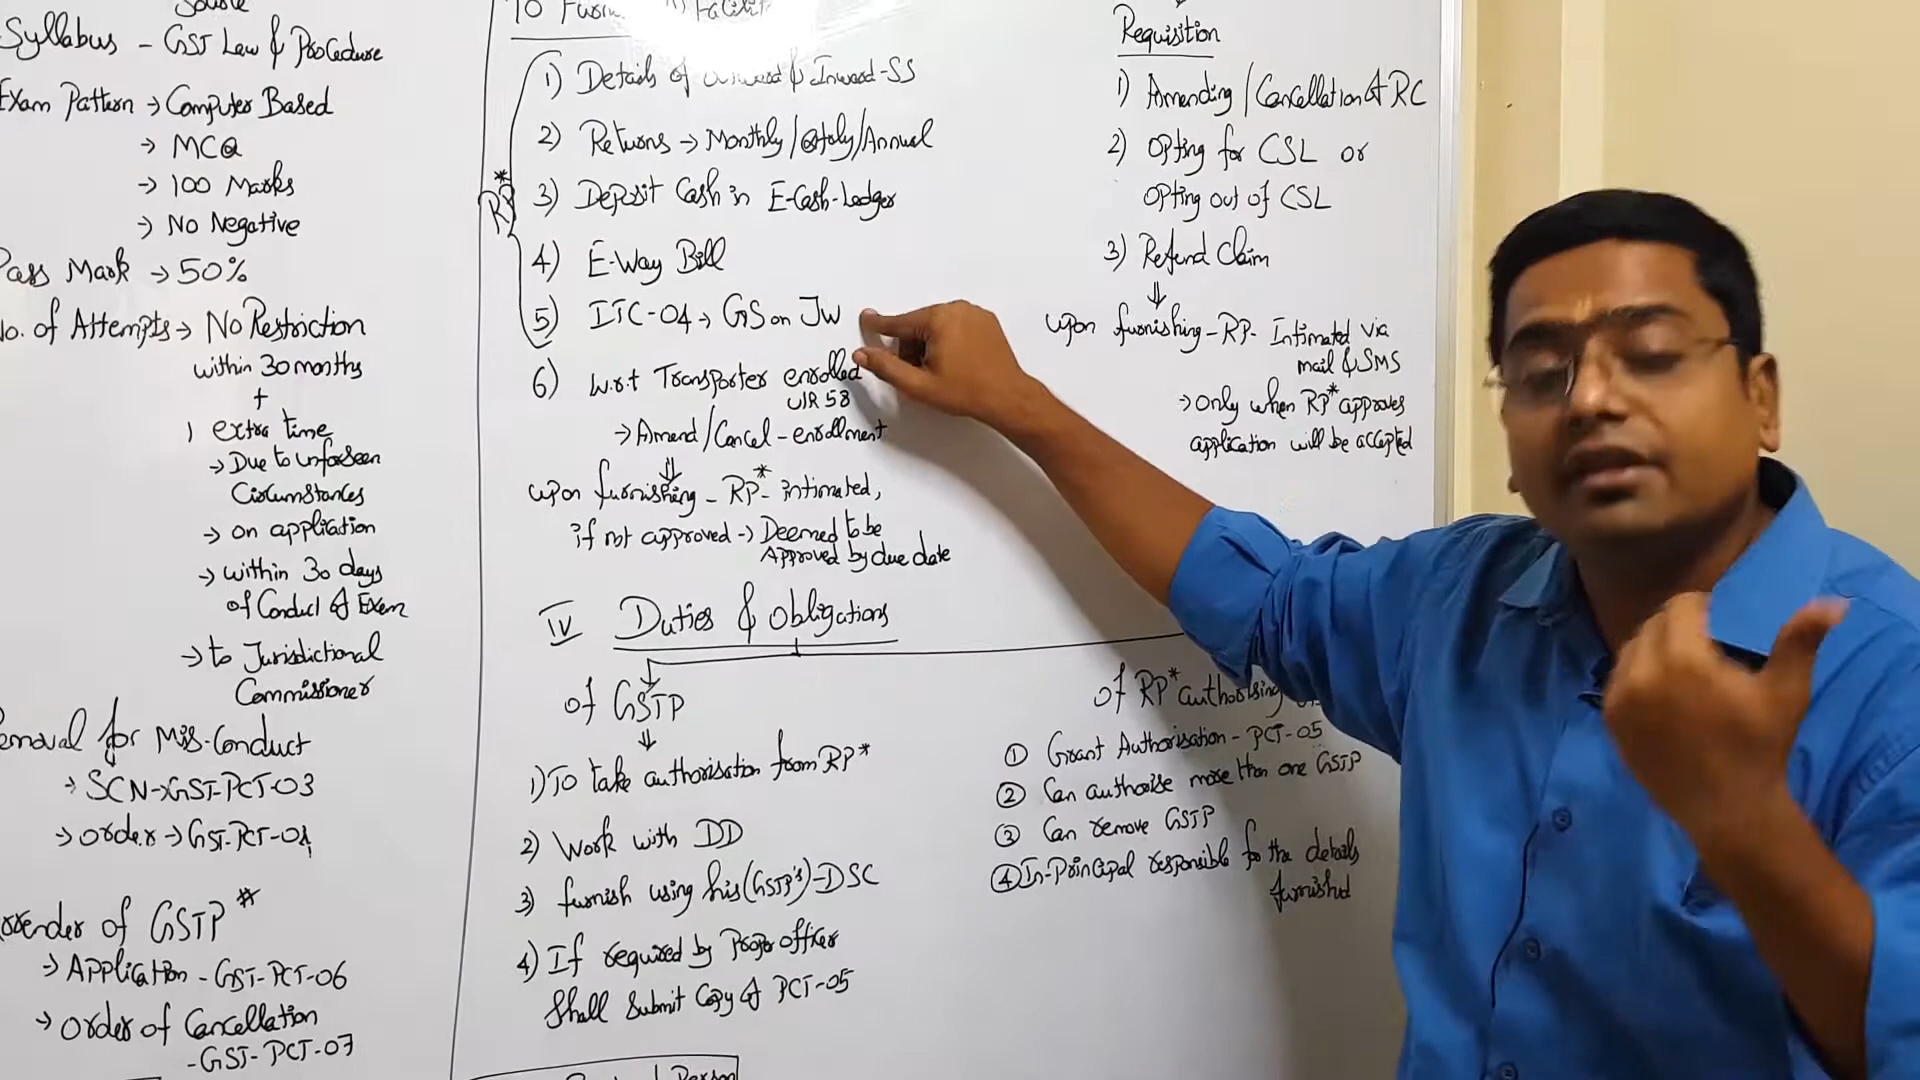 Syllabus - GST Law & Procedure
Exam Pattern → Computer Based
→ MCQ
→ 100 Marks
→ No Negative
Pass Mark → 50%
No. of Attempts → No Restriction
within 30 months
+
extra time
→ Due to unforseen
Circumstances
→ on application
→ within 30 days
of Conduct of Exam
→ to Jurisdictional
Commissioner
Removal for Mis-Conduct
→ SCN → GST-PCT-03
→ order → GST-PCT-04
Surrender of GSTP #
→ Application - GST-PCT-06
→ order of Cancellation
- GST-PCT-07
To Furnish
RP*
1) Details of & Inward-SS
2) Returns → Monthly/Qtrly/Annual
3) Deposit Cash in E-Cash-Ledger
4) E-Way Bill
5) ITC-04 → GS on JW
6) w.r.t Transporter enrolled
U/R 58
→ Amend/Cancel-enrollment
⇓
upon furnishing - RP*- intimated,
if not approved → Deemed to be
Approved by due date
Requisition
1) Amending/Cancellation of RC
2) Opting for CSL or
Opting out of CSL
3) Refund Claim
⇓
upon furnishing - RP - Intimated via
mail & SMS
→ only when RP* approves
application will be accepted
IV Duties & Obligations
of GSTP
⇓
1) To take authorisation from RP*
2) Work with DD
3) furnish using his (GSTP's)-DSC
4) If required by Proper officer
Shall Submit Copy of PCT-05
of RP* authorising
① Grant Authorisation - PCT-05
② Can authorise more than one GSTP
③ Can remove GSTP
④ In-Principal responsible for the details
furnished
Person